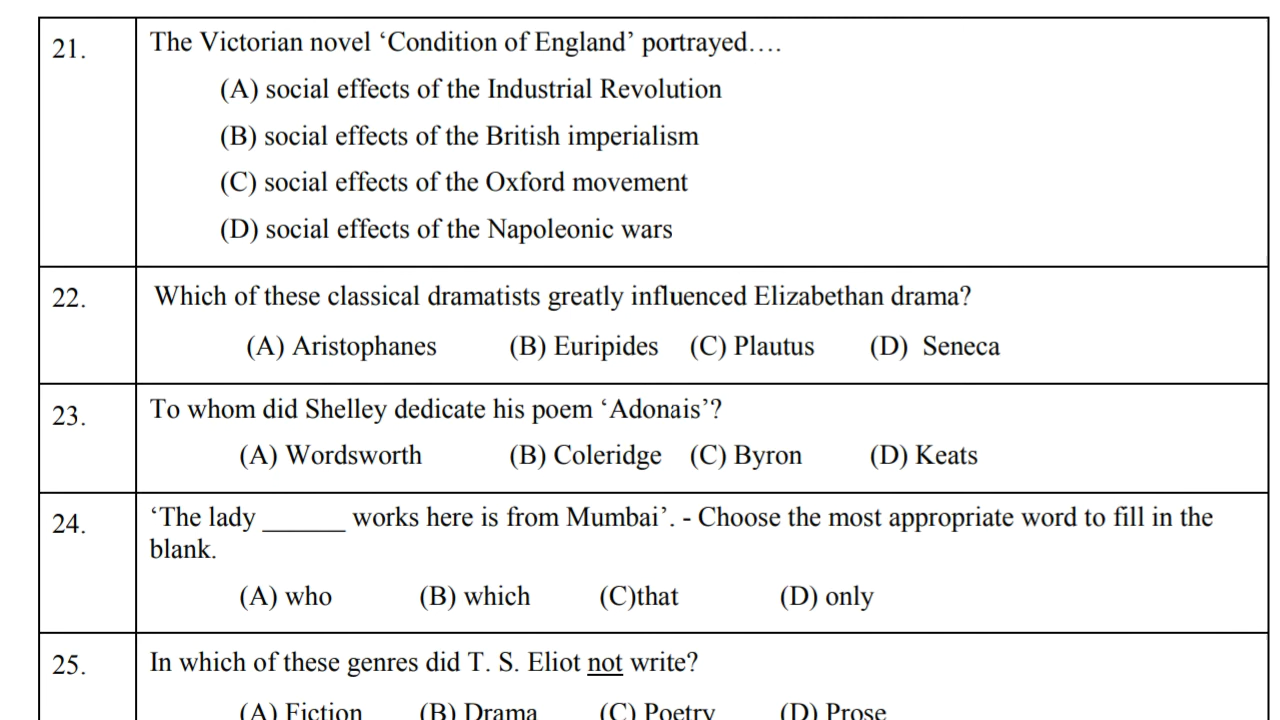 21.
The Victorian novel ‘Condition of England’ portrayed….
(A) social effects of the Industrial Revolution
(B) social effects of the British imperialism
(C) social effects of the Oxford movement
(D) social effects of the Napoleonic wars
22.
Which of these classical dramatists greatly influenced Elizabethan drama?
(A) Aristophanes (B) Euripides (C) Plautus (D) Seneca
23.
To whom did Shelley dedicate his poem ‘Adonais’?
(A) Wordsworth (B) Coleridge (C) Byron (D) Keats
24.
‘The lady ______ works here is from Mumbai’. - Choose the most appropriate word to fill in the
blank.
(A) who (B) which (C)that (D) only
25.
In which of these genres did T. S. Eliot not write?
(A) Fiction (B) Drama (C) Poetry (D) Prose